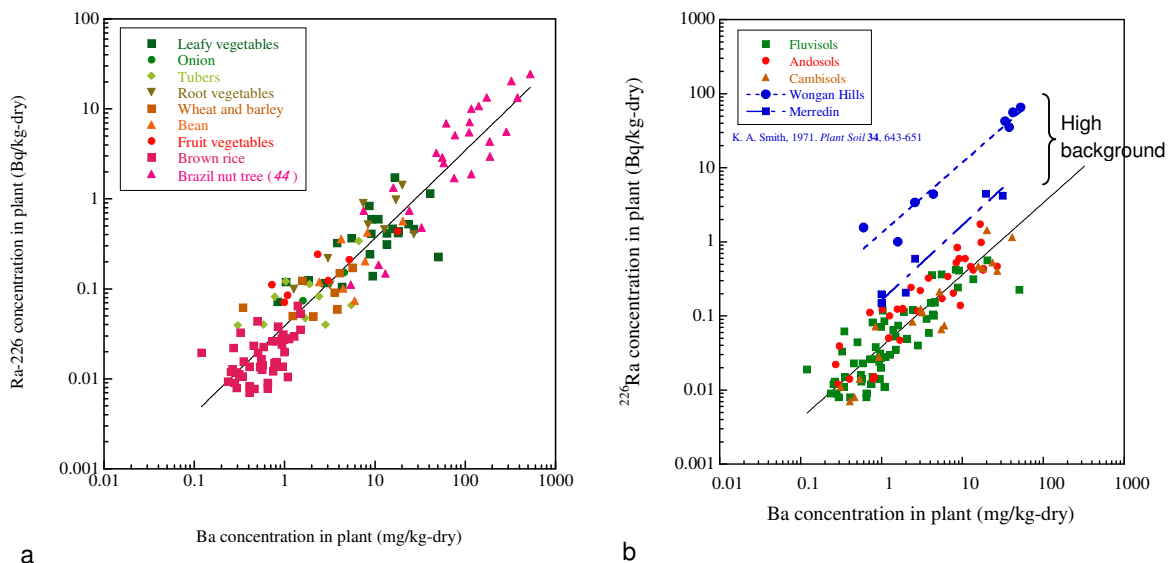 100
10
1
0.1
0.01
0.001
Ra-226 concentration in plant (Bq/kg-dry)
Leafy vegetables
Onion
Tubers
Root vegetables
Wheat and barley
Bean
Fruit vegetables
Brown rice
Brazil nut tree (44)
0.01
0.1
1
10
100
1000
Ba concentration in plant (mg/kg-dry)
a
1000
100
10
1
0.1
0.01
0.001
²²⁶Ra concentration in plant (Bq/kg-dry)
Fluvisols
Andosols
Cambisols
Wongan Hills
Merredin
K. A. Smith, 1971. Plant Soil 34, 643-651
High
background
0.01
0.1
1
10
100
1000
Ba concentration in plant (mg/kg-dry)
b